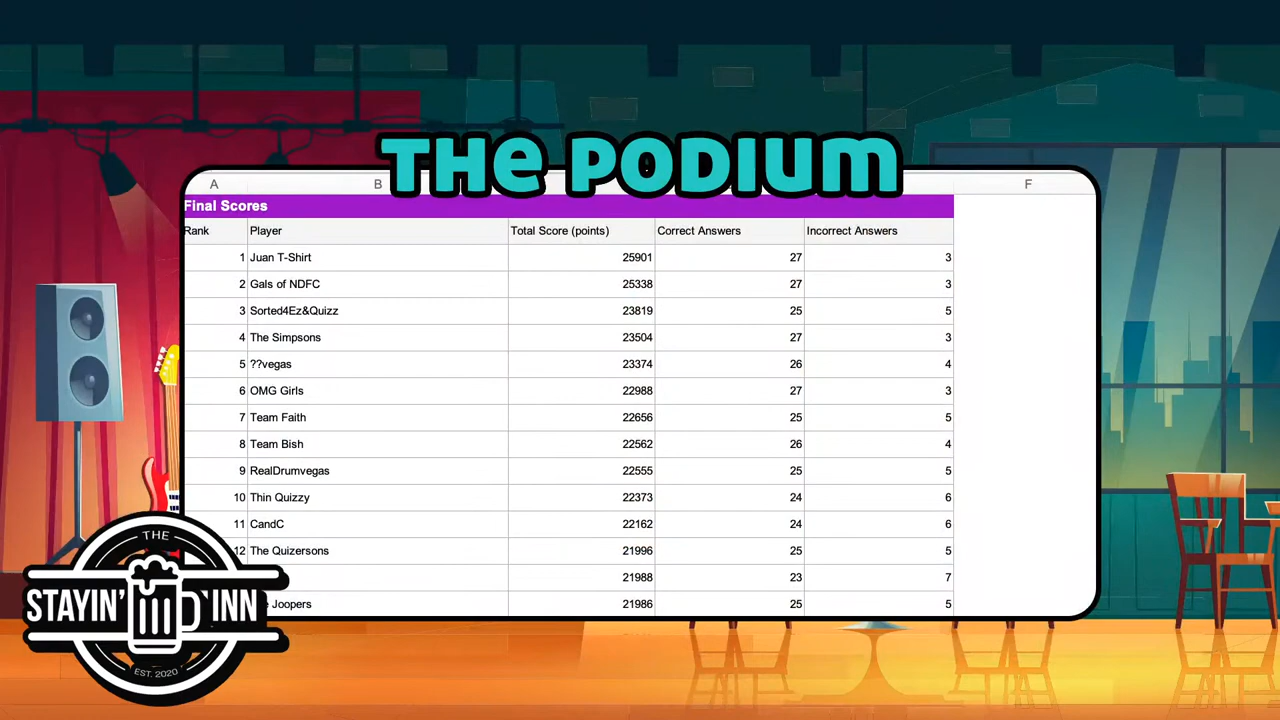 THE PODIUM
A B F
Final Scores
Rank Player Total Score (points) Correct Answers Incorrect Answers
1 Juan T-Shirt 25901 27 3
2 Gals of NDFC 25338 27 3
3 Sorted4Ez&Quizz 23819 25 5
4 The Simpsons 23504 27 3
5 ??vegas 23374 26 4
6 OMG Girls 22988 27 3
7 Team Faith 22656 25 5
8 Team Bish 22562 26 4
9 RealDrumvegas 22555 25 5
10 Thin Quizzy 22373 24 6
11 CandC 22162 24 6
12 The Quizersons 21996 25 5
21988 23 7
Joopers 21986 25 5
THE
STAYIN' INN
EST. 2020